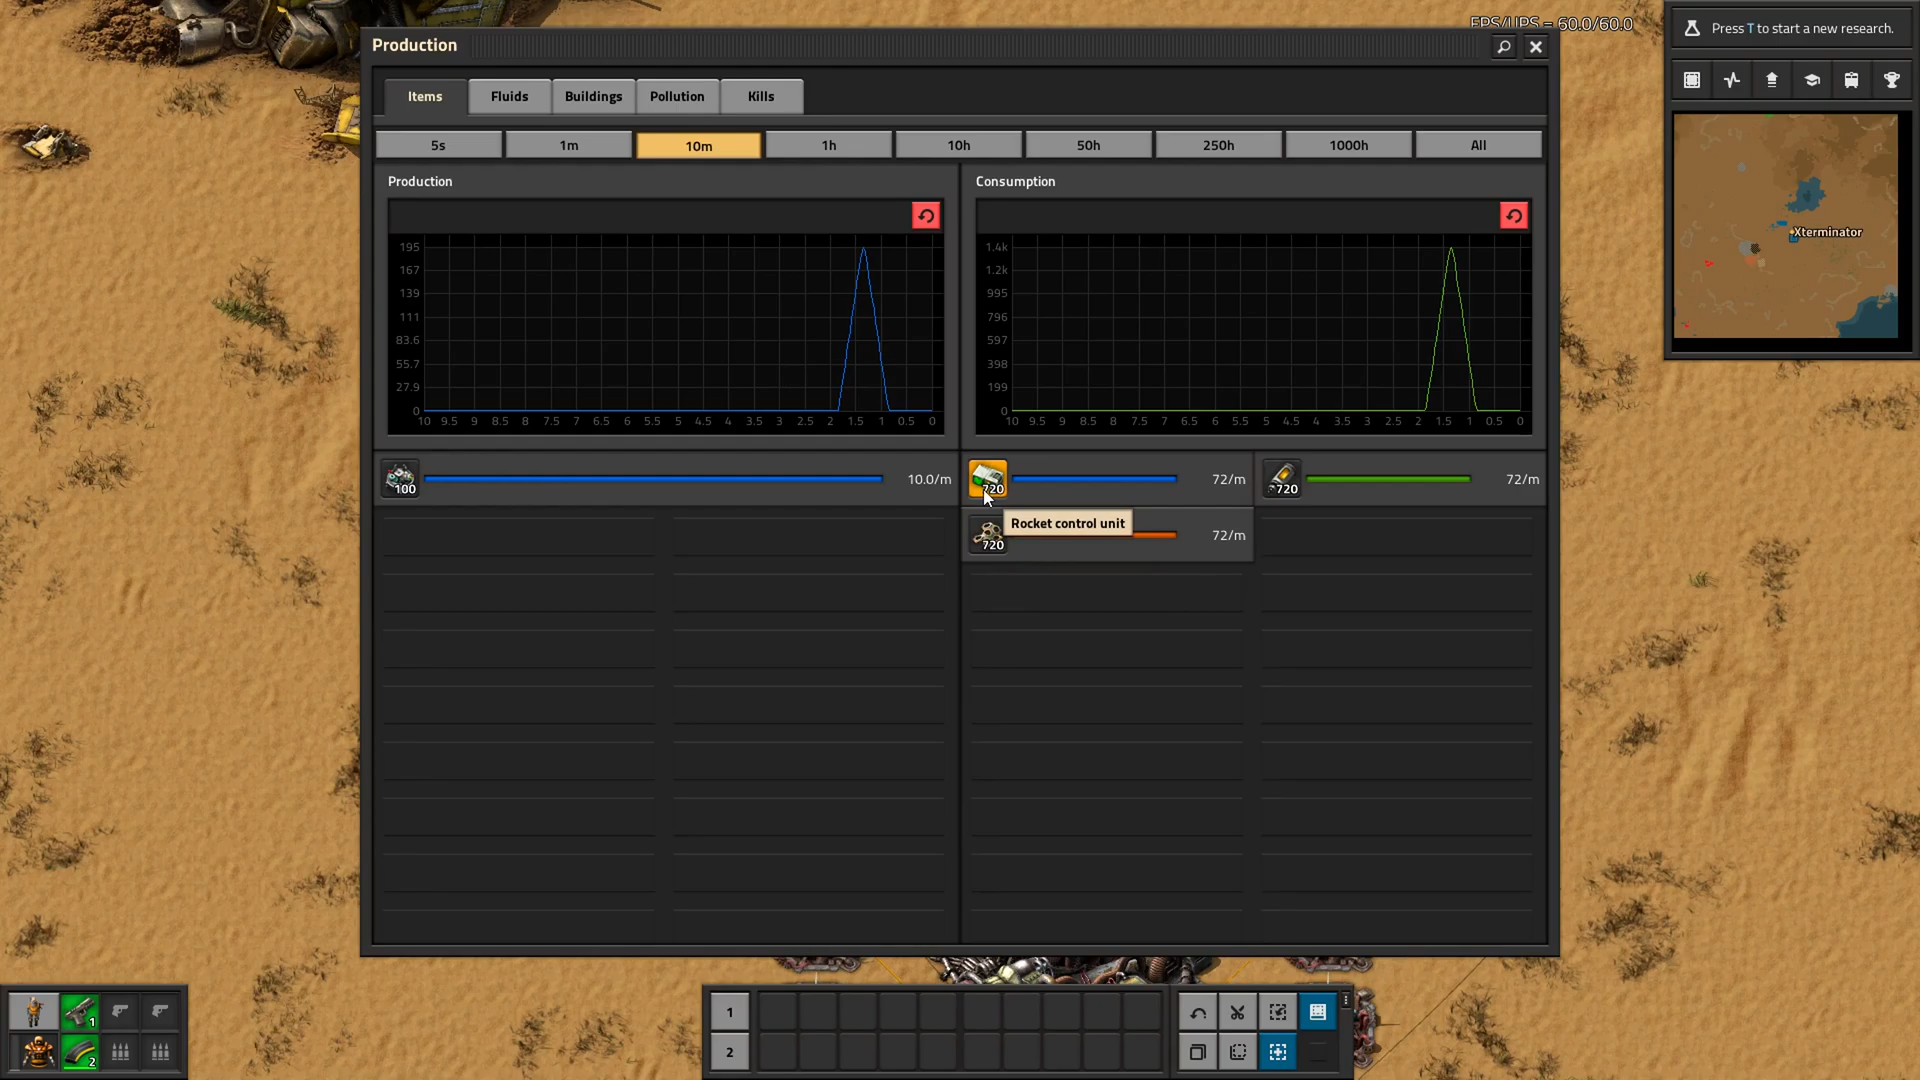 FPS/UPS = 60.0/60.0
Press T to start a new research.
Production
Items Fluids Buildings Pollution Kills
5s 1m 10m 1h 10h 50h 250h 1000h All
Production
195
167
139
111
83.6
55.7
27.9
0
10 9.5 9 8.5 8 7.5 7 6.5 6 5.5 5 4.5 4 3.5 3 2.5 2 1.5 1 0.5 0
Consumption
1.4k
1.2k
995
796
597
398
199
0
10 9.5 9 8.5 8 7.5 7 6.5 6 5.5 5 4.5 4 3.5 3 2.5 2 1.5 1 0.5 0
Xterminator
100 10.0/m
720 72/m
720 72/m
Rocket control unit
720 72/m
1
2
1
2